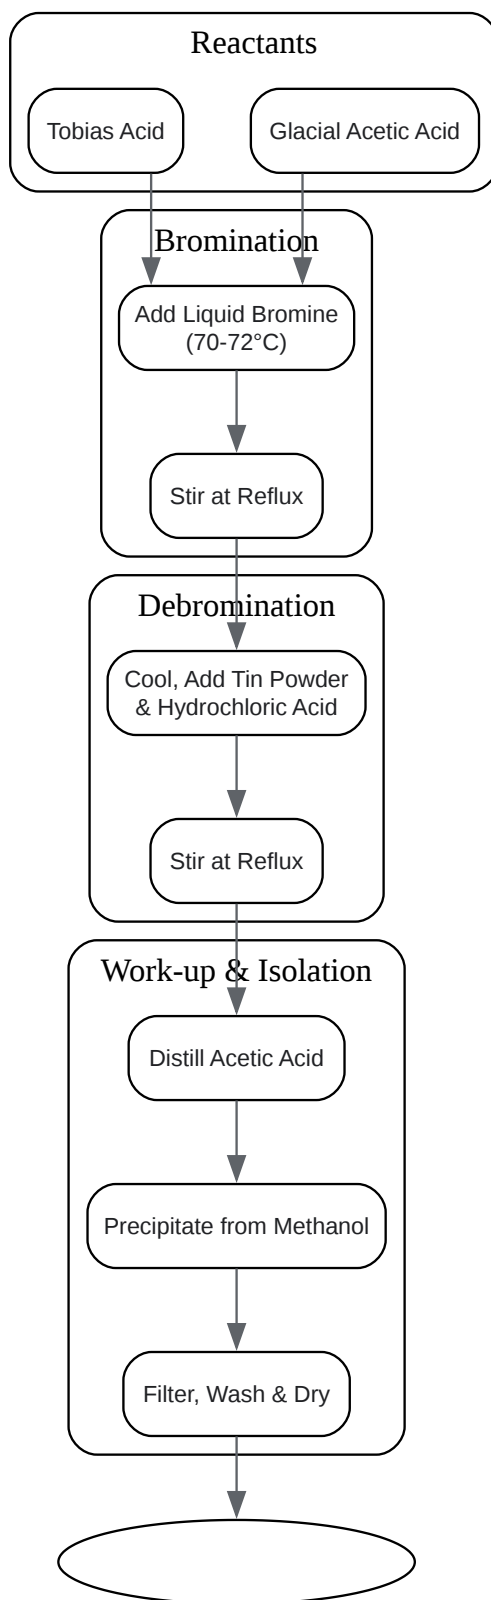 Reactants
Tobias Acid
Glacial Acetic Acid
Bromination
Add Liquid Bromine
(70-72°C)
Stir at Reflux
Debromination
Cool, Add Tin Powder
& Hydrochloric Acid
Stir at Reflux
Work-up & Isolation
Distill Acetic Acid
Precipitate from Methanol
Filter, Wash & Dry